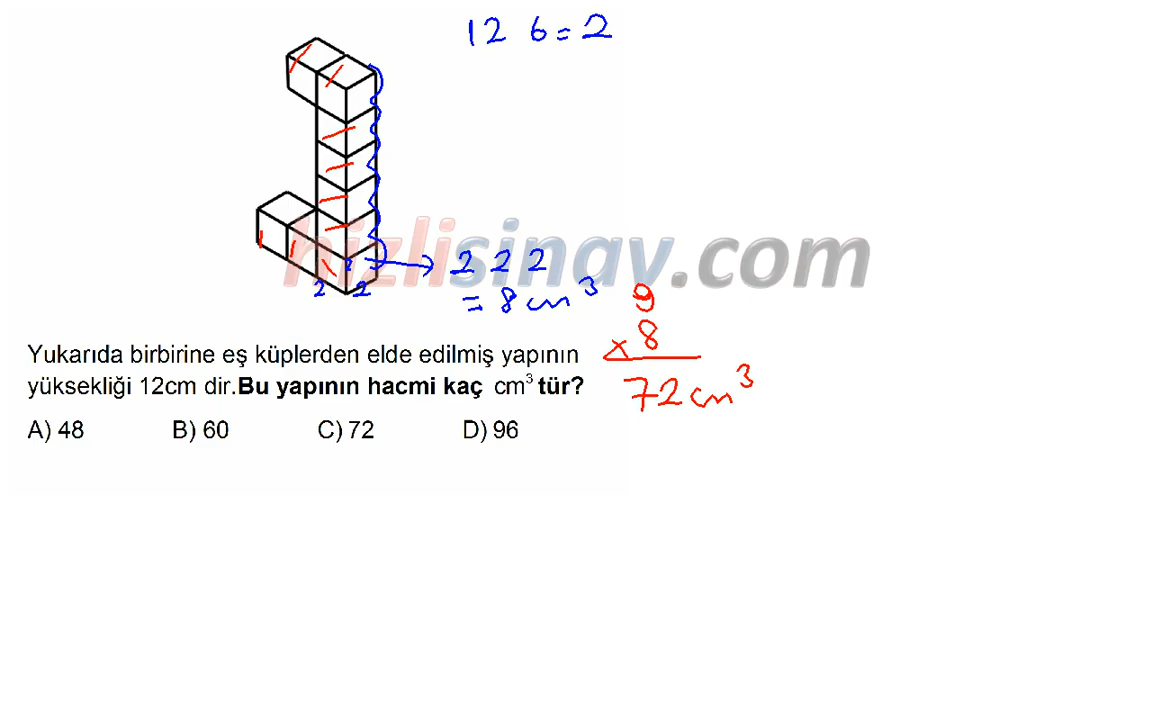 12 6 = 2
hizlisinav.com
2 2 2
2 2 2
= 8 cm³
9
x 8
72 cm³
Yukarıda birbirine eş küplerden elde edilmiş yapının
yüksekliği 12cm dir.Bu yapının hacmi kaç cm³ tür?
A) 48 B) 60 C) 72 D) 96